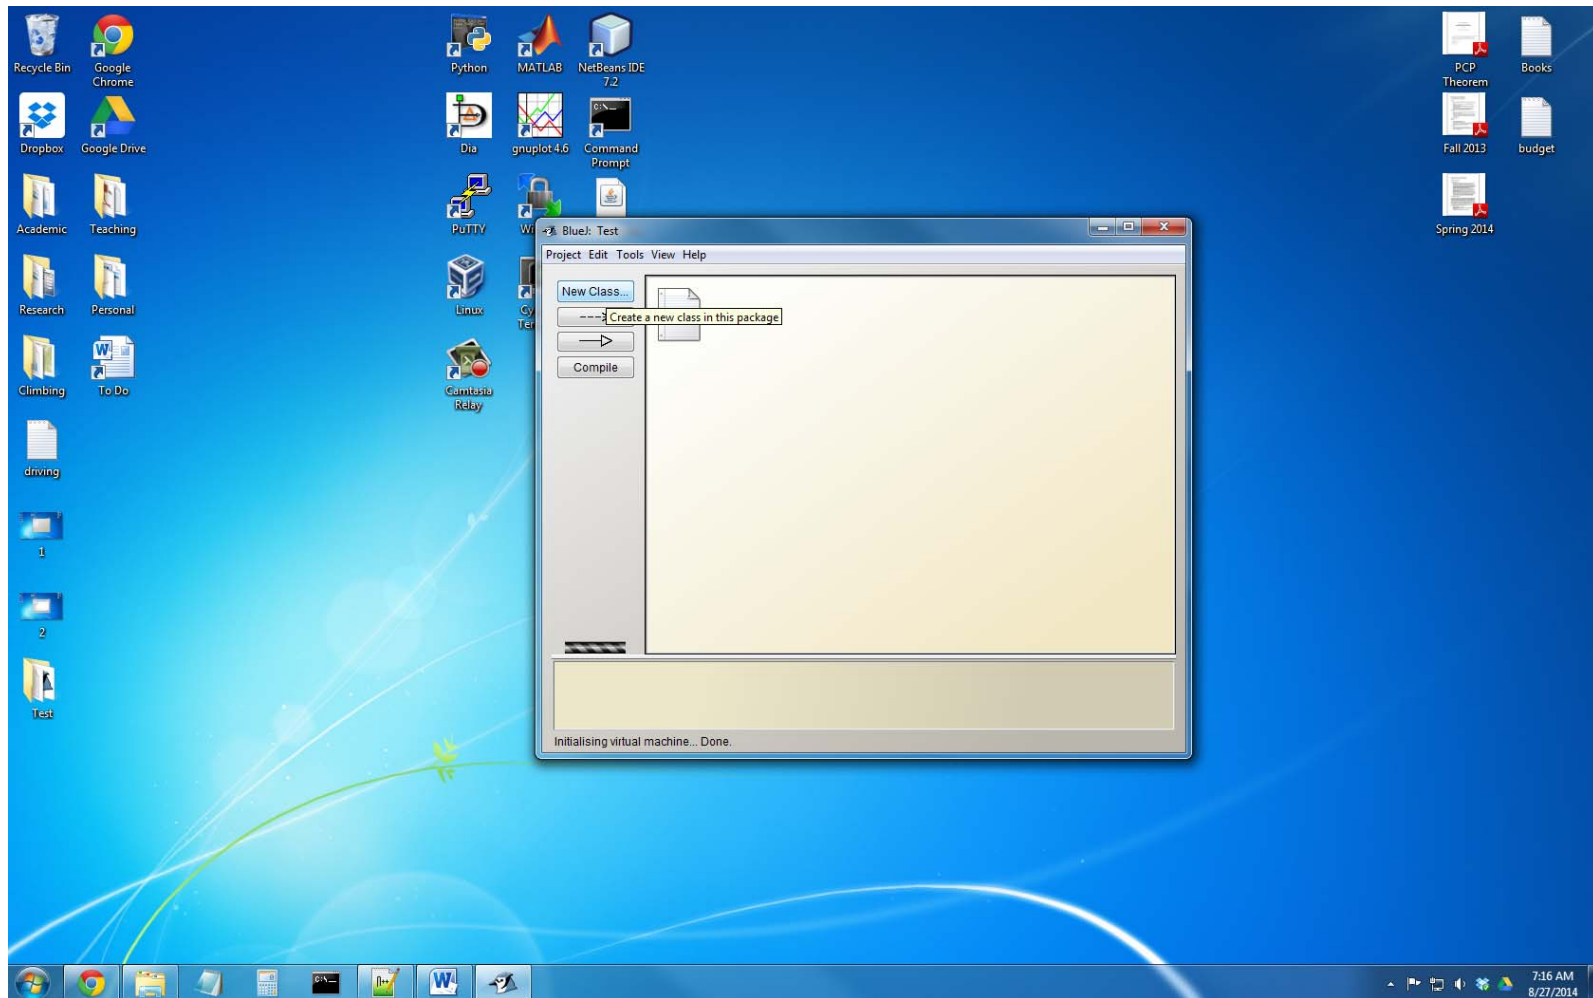 Recycle Bin
Google
Chrome
Python
MATLAB
NetBeans IDE
7.2
PCP
Theorem
Books
Dropbox
Google Drive
Dia
gnuplot 4.6
C:\_
Command
Prompt
Fall 2013
budget
Academic
Teaching
PuTTY
Spring 2014
BlueJ: Test
Project Edit Tools View Help
New Class...
Create a new class in this package
Compile
Research
Personal
Linux
Climbing
To Do
Camtasia
Relay
driving
1
2
Test
Initialising virtual machine... Done.
7:16 AM
8/27/2014